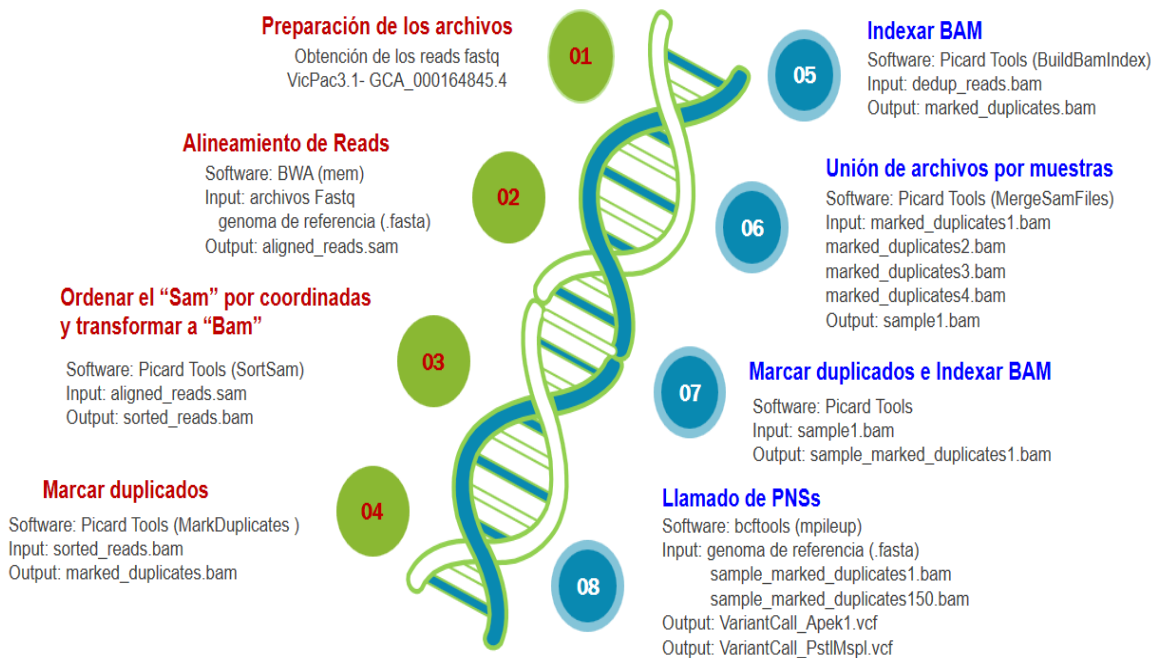 Preparación de los archivos
Obtención de los reads fastq
VicPac3.1- GCA_000164845.4
01
Alineamiento de Reads
Software: BWA (mem)
Input: archivos Fastq
genoma de referencia (.fasta)
Output: aligned_reads.sam
02
Ordenar el “Sam” por coordinadas
y transformar a “Bam”
Software: Picard Tools (SortSam)
Input: aligned_reads.sam
Output: sorted_reads.bam
03
Marcar duplicados
Software: Picard Tools (MarkDuplicates )
Input: sorted_reads.bam
Output: marked_duplicates.bam
04
05
Indexar BAM
Software: Picard Tools (BuildBamIndex)
Input: dedup_reads.bam
Output: marked_duplicates.bam
06
Unión de archivos por muestras
Software: Picard Tools (MergeSamFiles)
Input: marked_duplicates1.bam
marked_duplicates2.bam
marked_duplicates3.bam
marked_duplicates4.bam
Output: sample1.bam
07
Marcar duplicados e Indexar BAM
Software: Picard Tools
Input: sample1.bam
Output: sample_marked_duplicates1.bam
08
Llamado de PNSs
Software: bcftools (mpileup)
Input: genoma de referencia (.fasta)
sample_marked_duplicates1.bam
sample_marked_duplicates150.bam
Output: VariantCall_Apek1.vcf
Output: VariantCall_PstIMspI.vcf